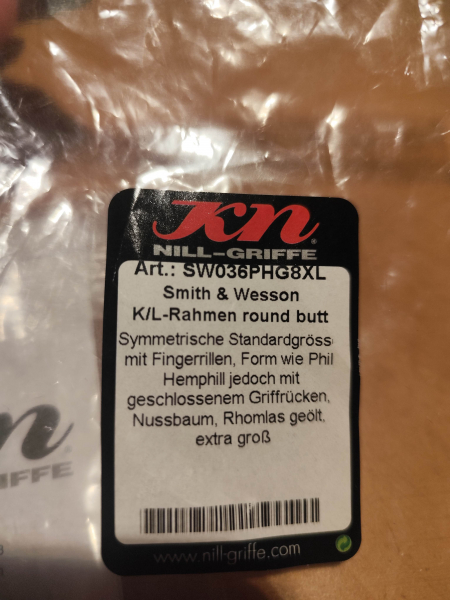 Kn
NILL-GRIFFE
Art.: SW036PHG8XL
Smith & Wesson
K/L-Rahmen round butt
Symmetrische Standardgrösse
mit Fingerrillen, Form wie Phil
Hemphill jedoch mit
geschlossenem Griffrücken,
Nussbaum, Rhomlas geölt,
extra groß
www.nill-griffe.com
n
IFFE